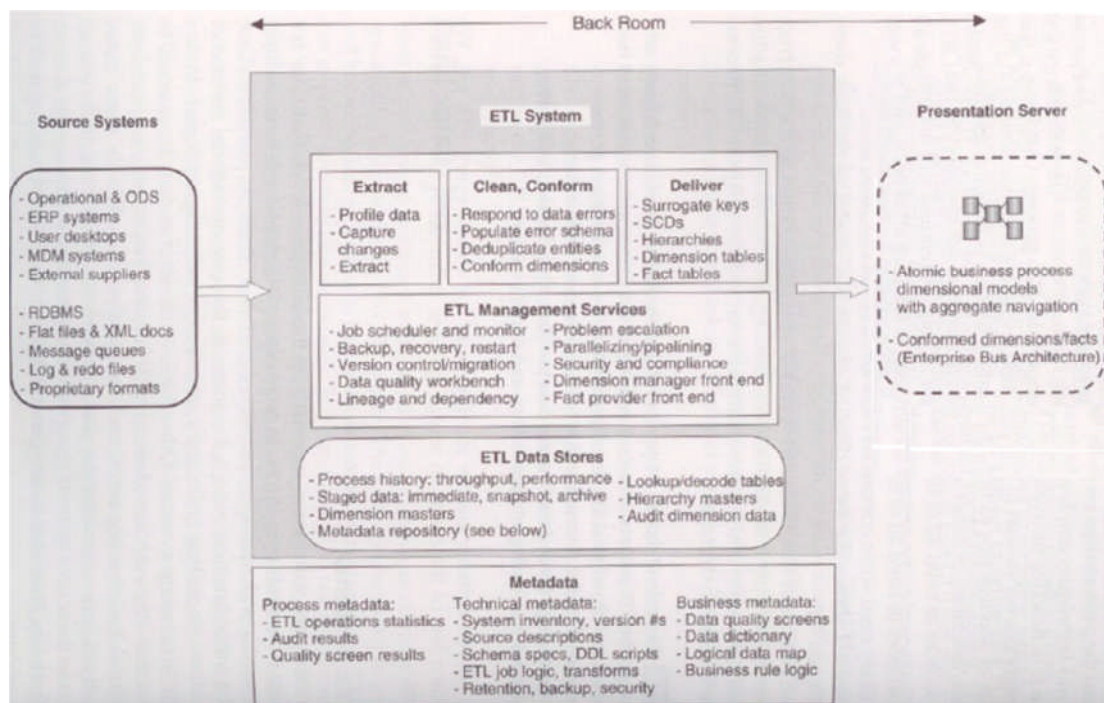 Back Room
Source Systems
- Operational & ODS
- ERP systems
- User desktops
- MDM systems
- External suppliers
- RDBMS
- Flat files & XML docs
- Message queues
- Log & redo files
- Proprietary formats
ETL System
Extract
- Profile data
- Capture
changes
- Extract
Clean, Conform
- Respond to data errors
- Populate error schema
- Deduplicate entities
- Conform dimensions
Deliver
- Surrogate keys
- SCDs
- Hierarchies
- Dimension tables
- Fact tables
ETL Management Services
- Job scheduler and monitor
- Backup, recovery, restart
- Version control/migration
- Data quality workbench
- Lineage and dependency
- Problem escalation
- Parallelizing/pipelining
- Security and compliance
- Dimension manager front end
- Fact provider front end
ETL Data Stores
- Process history: throughput, performance
- Staged data: immediate, snapshot, archive
- Dimension masters
- Metadata repository (see below)
- Lookup/decode tables
- Hierarchy masters
- Audit dimension data
Metadata
Process metadata:
- ETL operations statistics
- Audit results
- Quality screen results
Technical metadata:
- System inventory, version #s
- Source descriptions
- Schema specs, DDL scripts
- ETL job logic, transforms
- Retention, backup, security
Business metadata:
- Data quality screens
- Data dictionary
- Logical data map
- Business rule logic
Presentation Server
- Atomic business process
dimensional models
with aggregate navigation
- Conformed dimensions/facts
(Enterprise Bus Architecture)